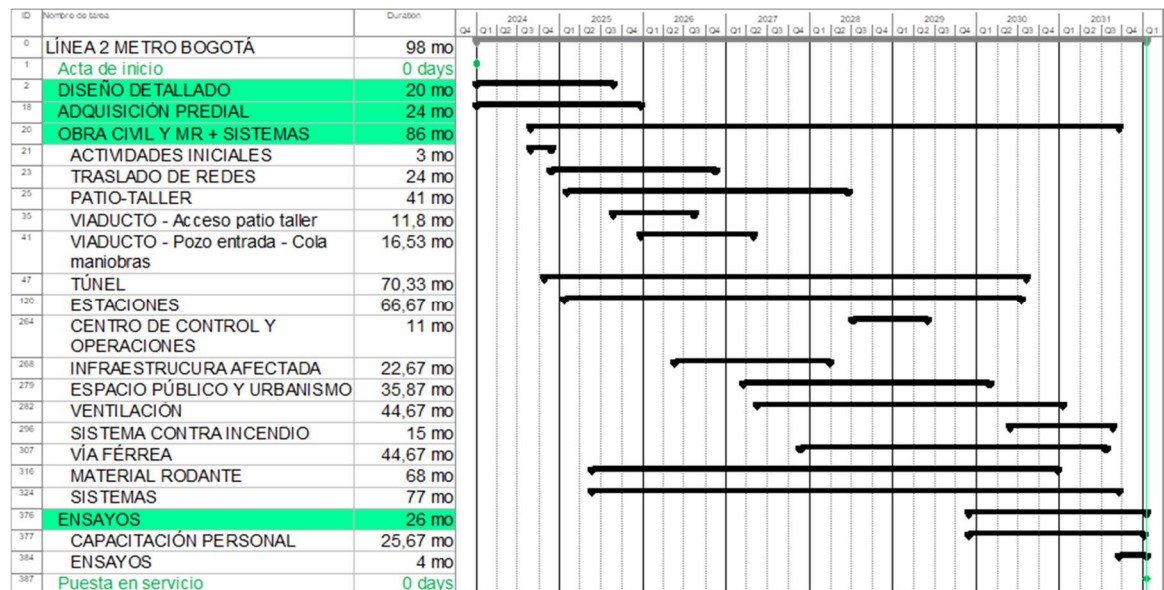 ID Nombre de tarea Duration 2024 2025 2026 2027 2028 2029 2030 2031
Q4 Q1 Q2 Q3 Q4 Q1 Q2 Q3 Q4 Q1 Q2 Q3 Q4 Q1 Q2 Q3 Q4 Q1 Q2 Q3 Q4 Q1 Q2 Q3 Q4 Q1 Q2 Q3 Q4 Q1 Q2 Q3 Q4 Q1
0 LÍNEA 2 METRO BOGOTÁ 98 mo
1 Acta de inicio 0 days
2 DISEÑO DETALLADO 20 mo
18 ADQUISICIÓN PREDIAL 24 mo
20 OBRA CIVIL Y MR + SISTEMAS 86 mo
21 ACTIVIDADES INICIALES 3 mo
23 TRASLADO DE REDES 24 mo
25 PATIO-TALLER 41 mo
35 VIADUCTO - Acceso patio taller 11,8 mo
41 VIADUCTO - Pozo entrada - Cola 16,53 mo
maniobras
47 TÚNEL 70,33 mo
120 ESTACIONES 66,67 mo
264 CENTRO DE CONTROL Y 11 mo
OPERACIONES
268 INFRAESTRUCURA AFECTADA 22,67 mo
279 ESPACIO PÚBLICO Y URBANISMO 35,87 mo
282 VENTILACIÓN 44,67 mo
296 SISTEMA CONTRA INCENDIO 15 mo
307 VÍA FÉRREA 44,67 mo
316 MATERIAL RODANTE 68 mo
324 SISTEMAS 77 mo
376 ENSAYOS 26 mo
377 CAPACITACIÓN PERSONAL 25,67 mo
384 ENSAYOS 4 mo
387 Puesta en servicio 0 days